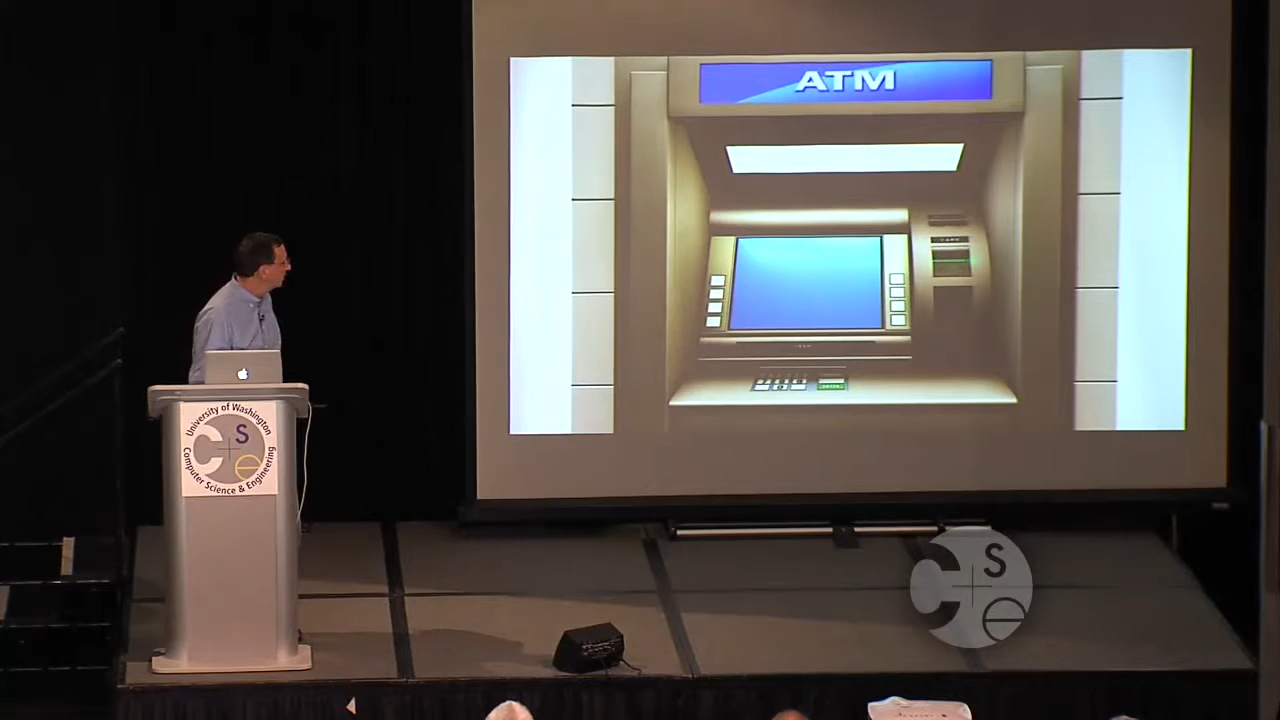 ATM
University of Washington
C S e
Computer Science & Engineering
C S e